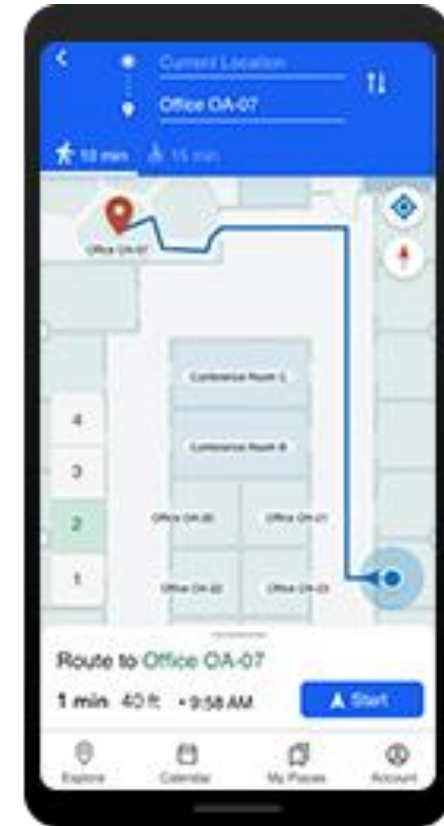 Current Location
Office OA-07
10 min
15 min
Office OA-07
Conference Room C
Conference Room B
4
3
2
1
Office OA-20
Office OA-21
Office OA-22
Office OA-23
Route to Office OA-07
1 min 40 ft • 9:58 AM
Start
Explore
Calendar
My Places
Account